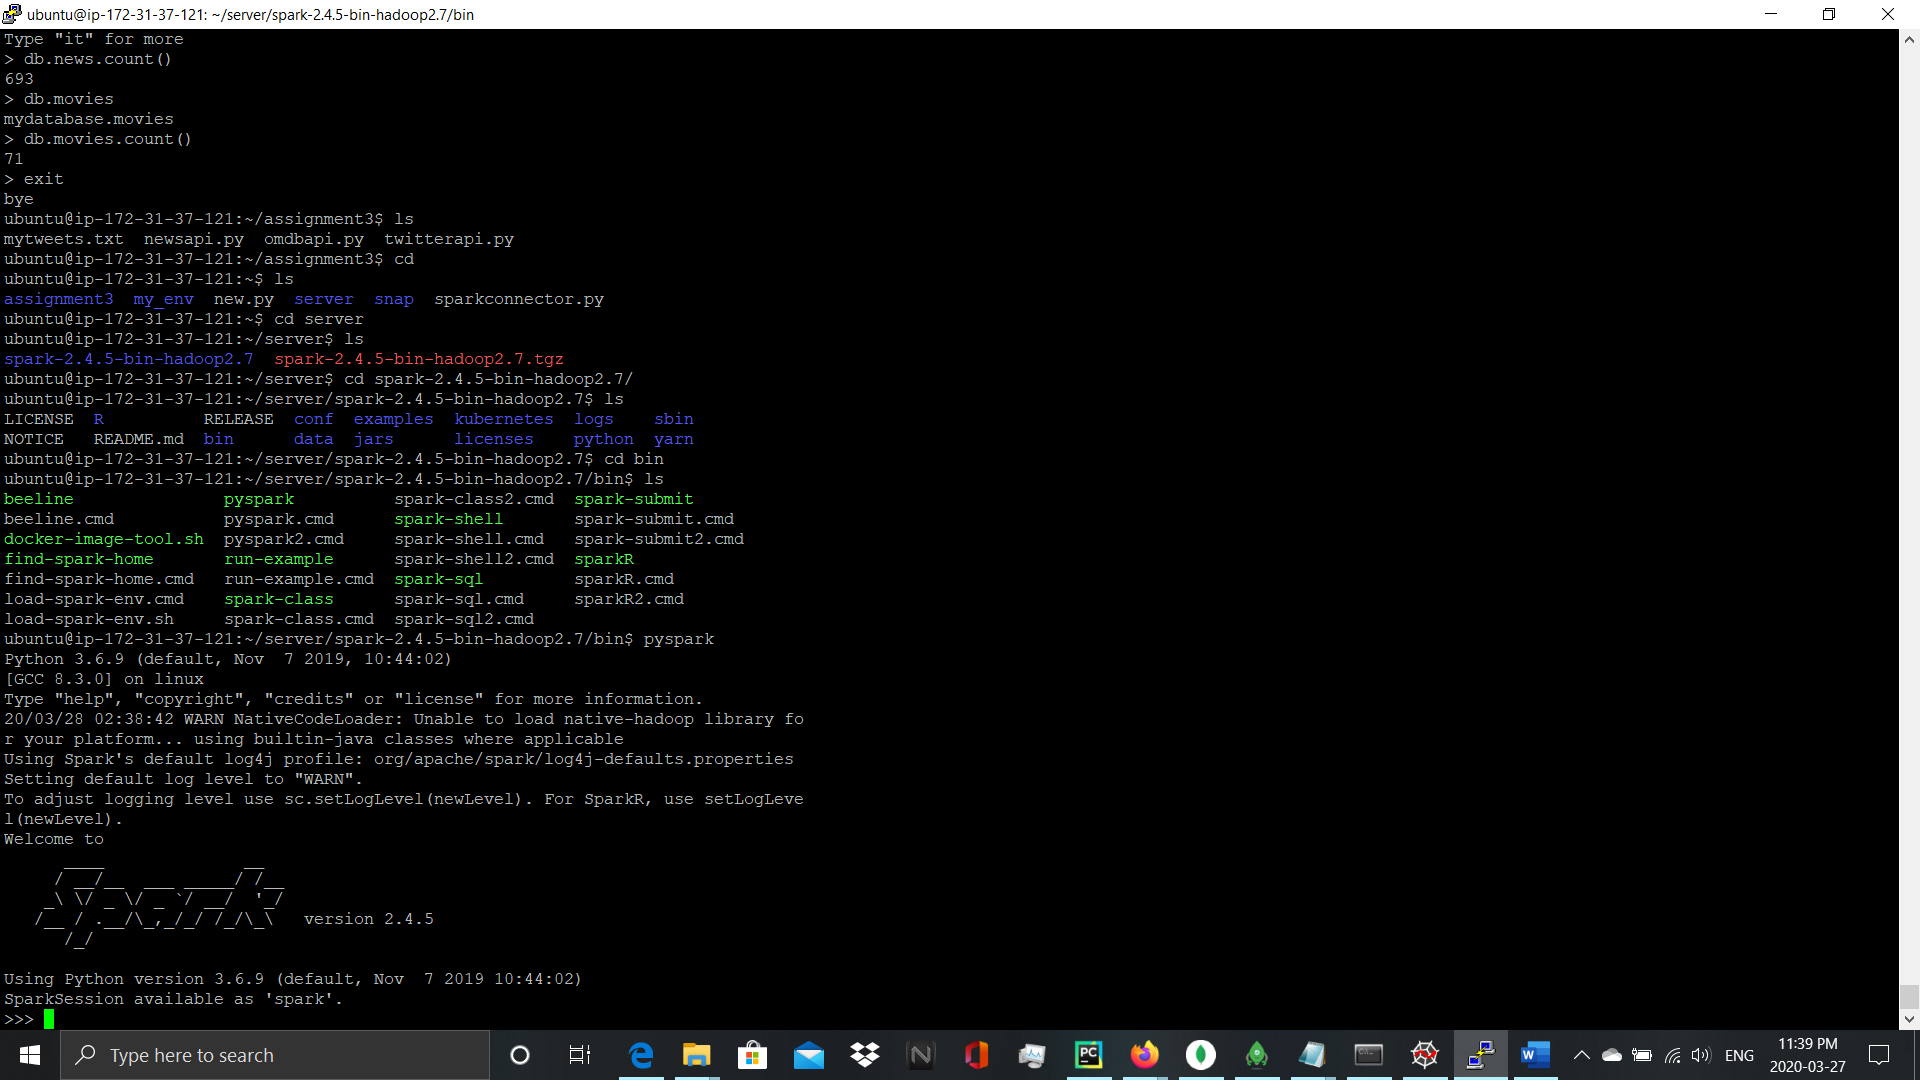 ubuntu@ip-172-31-37-121: ~/server/spark-2.4.5-bin-hadoop2.7/bin
Type "it" for more
> db.news.count()
693
> db.movies
mydatabase.movies
> db.movies.count()
71
> exit
bye
ubuntu@ip-172-31-37-121:~/assignment3$ ls
mytweets.txt  newsapi.py  omdbapi.py  twitterapi.py
ubuntu@ip-172-31-37-121:~/assignment3$ cd
ubuntu@ip-172-31-37-121:~$ ls
assignment3  my_env  new.py  server  snap  sparkconnector.py
ubuntu@ip-172-31-37-121:~$ cd server
ubuntu@ip-172-31-37-121:~/server$ ls
spark-2.4.5-bin-hadoop2.7  spark-2.4.5-bin-hadoop2.7.tgz
ubuntu@ip-172-31-37-121:~/server$ cd spark-2.4.5-bin-hadoop2.7/
ubuntu@ip-172-31-37-121:~/server/spark-2.4.5-bin-hadoop2.7$ ls
LICENSE  R          RELEASE  conf  examples  kubernetes  logs    sbin
NOTICE   README.md  bin      data  jars      licenses    python  yarn
ubuntu@ip-172-31-37-121:~/server/spark-2.4.5-bin-hadoop2.7$ cd bin
ubuntu@ip-172-31-37-121:~/server/spark-2.4.5-bin-hadoop2.7/bin$ ls
beeline               pyspark          spark-class2.cmd  spark-submit
beeline.cmd           pyspark.cmd      spark-shell       spark-submit.cmd
docker-image-tool.sh  pyspark2.cmd     spark-shell.cmd   spark-submit2.cmd
find-spark-home       run-example      spark-shell2.cmd  sparkR
find-spark-home.cmd   run-example.cmd  spark-sql         sparkR.cmd
load-spark-env.cmd    spark-class      spark-sql.cmd     sparkR2.cmd
load-spark-env.sh     spark-class.cmd  spark-sql2.cmd
ubuntu@ip-172-31-37-121:~/server/spark-2.4.5-bin-hadoop2.7/bin$ pyspark
Python 3.6.9 (default, Nov  7 2019, 10:44:02)
[GCC 8.3.0] on linux
Type "help", "copyright", "credits" or "license" for more information.
20/03/28 02:38:42 WARN NativeCodeLoader: Unable to load native-hadoop library fo
r your platform... using builtin-java classes where applicable
Using Spark's default log4j profile: org/apache/spark/log4j-defaults.properties
Setting default log level to "WARN".
To adjust logging level use sc.setLogLevel(newLevel). For SparkR, use setLogLeve
l(newLevel).
Welcome to
      ____              __
     / __/__  ___ _____/ /__
    _\ \/ _ \/ _ `/ __/  '_/
   /__ / .__/\_,_/_/ /_/\_\   version 2.4.5
      /_/
Using Python version 3.6.9 (default, Nov  7 2019 10:44:02)
SparkSession available as 'spark'.
>>>
Type here to search
ENG
11:39 PM
2020-03-27